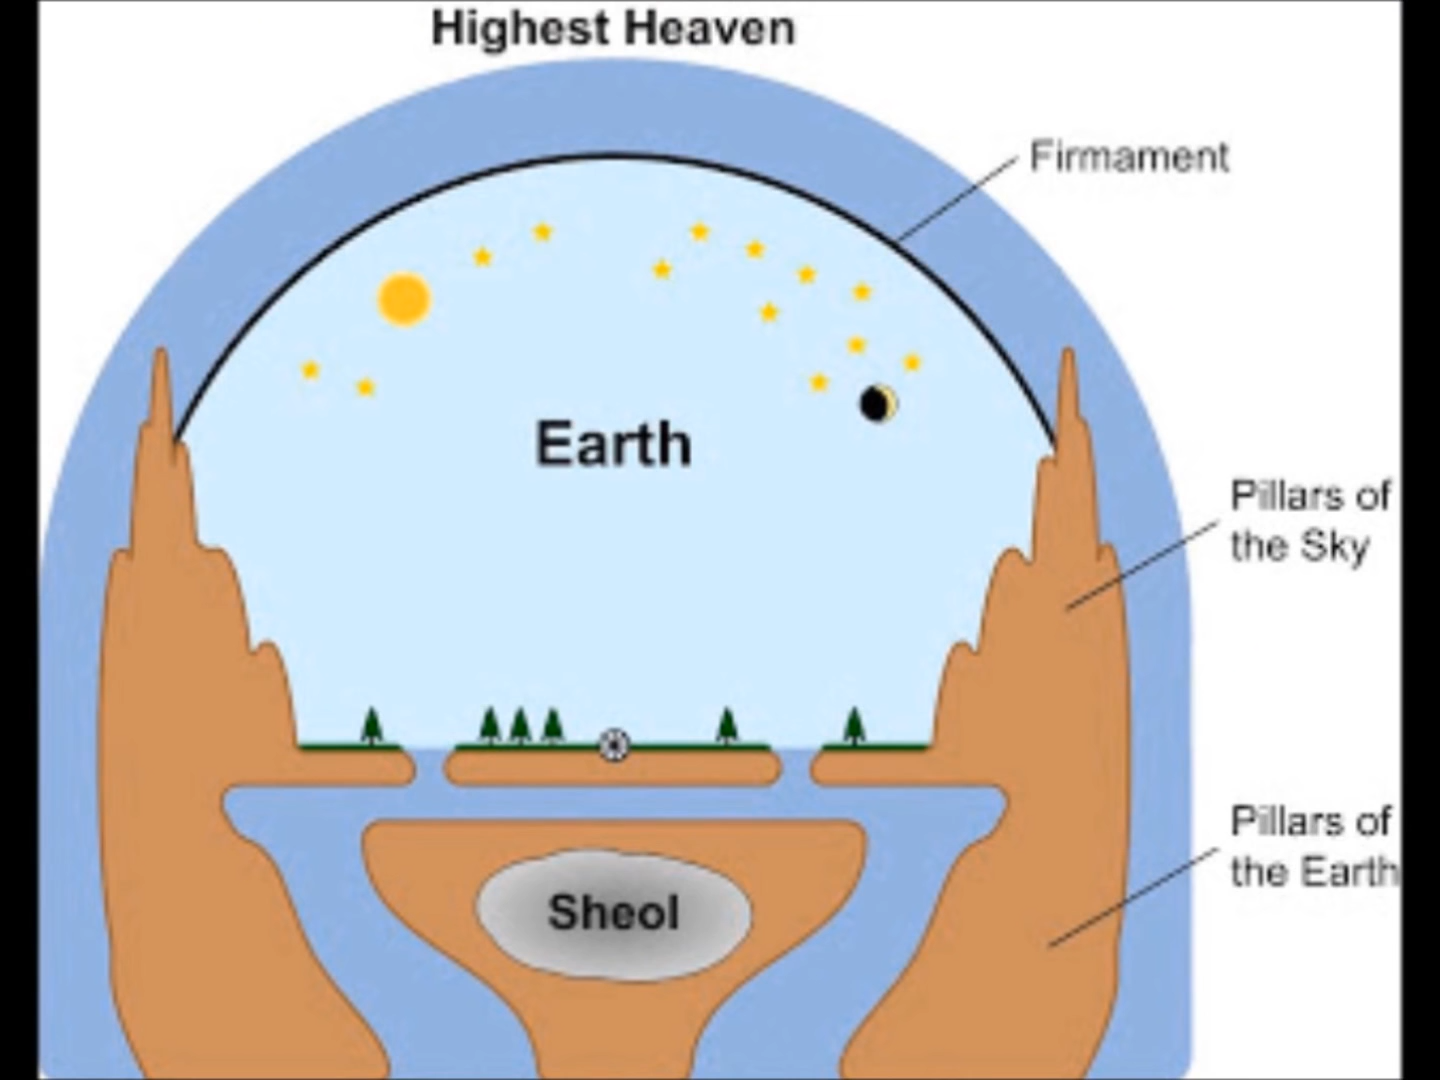 Highest Heaven
Firmament
Earth
Pillars of
the Sky
Pillars of
the Earth
Sheol